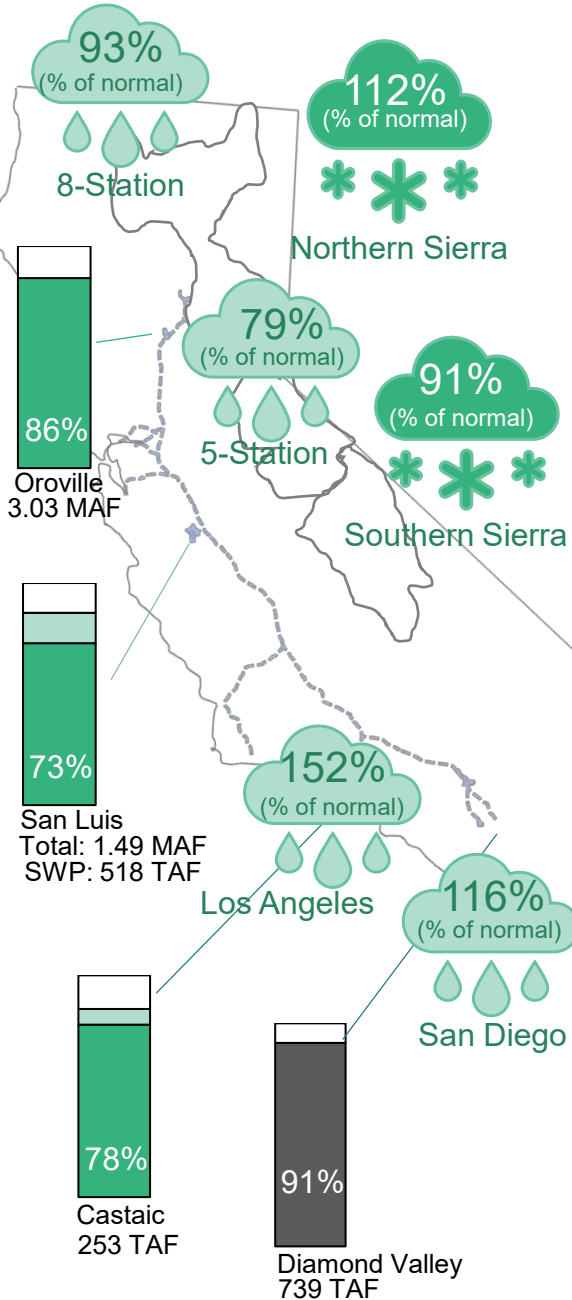 93%
(% of normal)
8-Station
112%
(% of normal)
Northern Sierra
79%
(% of normal)
5-Station
91%
(% of normal)
Southern Sierra
86%
Oroville
3.03 MAF
73%
San Luis
Total: 1.49 MAF
SWP: 518 TAF
152%
(% of normal)
Los Angeles
116%
(% of normal)
San Diego
78%
Castaic
253 TAF
91%
Diamond Valley
739 TAF